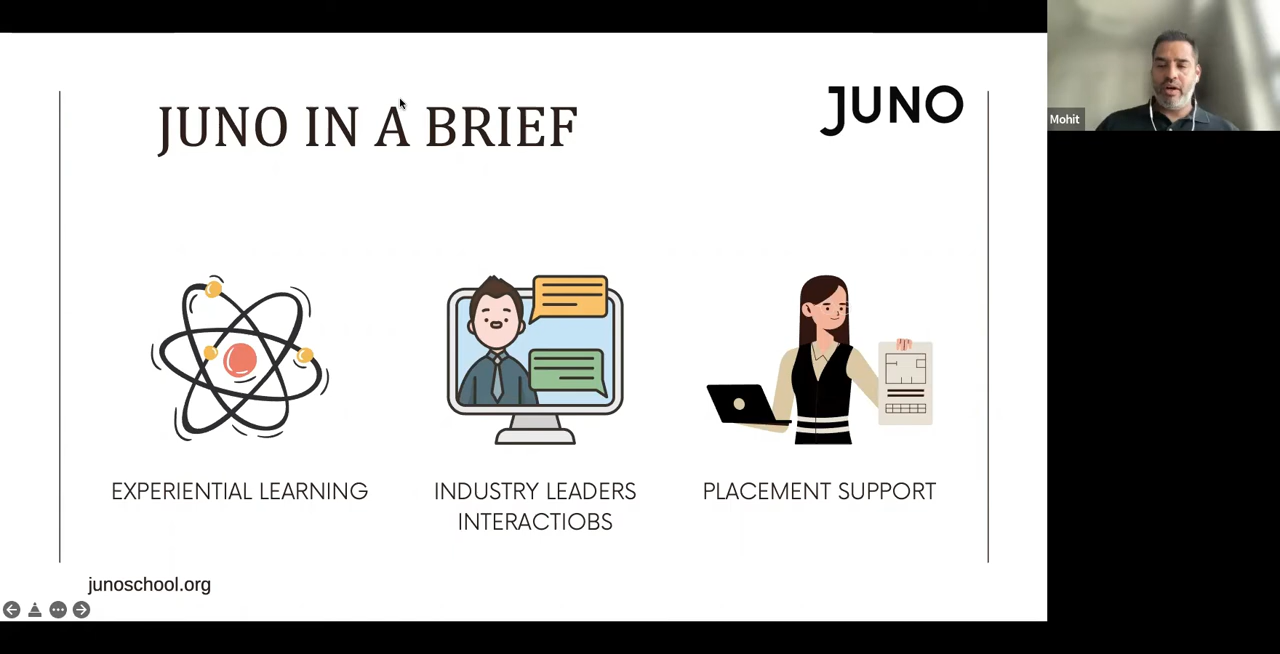 JUNO IN A BRIEF
JUNO
Mohit
EXPERIENTIAL LEARNING
INDUSTRY LEADERS
INTERACTIOBS
PLACEMENT SUPPORT
junoschool.org